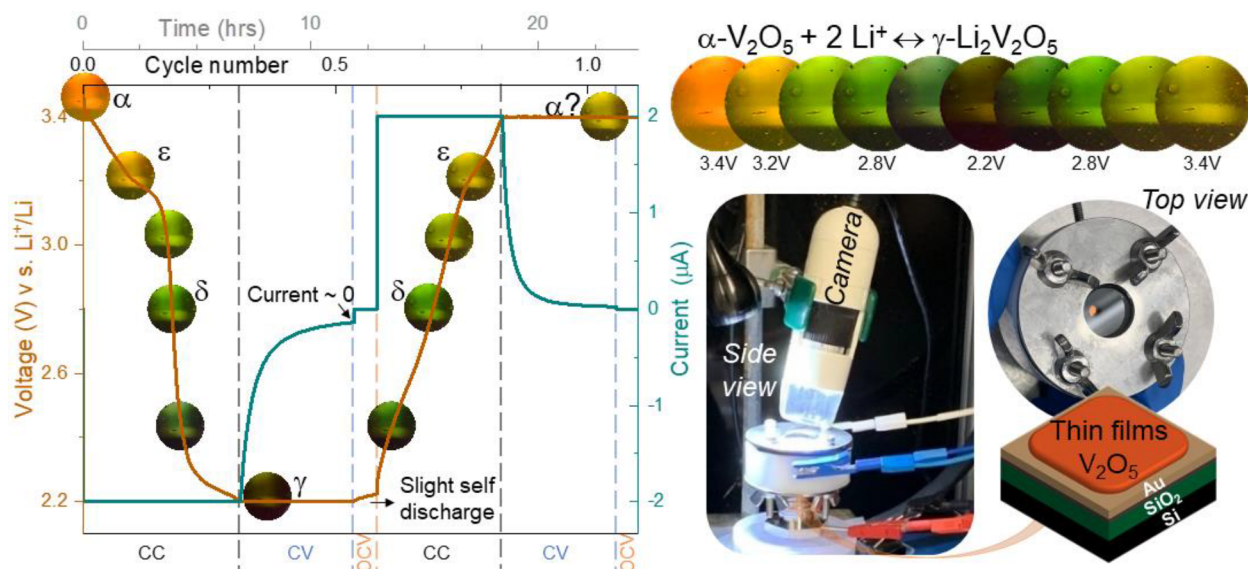 0 10 20
Time (hrs)
0.0 0.5 1.0
Cycle number
Voltage (V) v s. Li⁺/Li
3.4
3.0
2.6
2.2
α
ε
δ
γ
Current ~ 0
Slight self
discharge
δ
ε
α?
2
1
0
-1
-2
Current (μA)
CC
CV
OCV
CC
CV
OCV
α-V₂O₅ + 2 Li⁺ ↔ γ-Li₂V₂O₅
3.4V 3.2V 2.8V 2.2V 2.8V 3.4V
Top view
Camera
Side
view
Thin films
V₂O₅
Au
SiO₂
Si